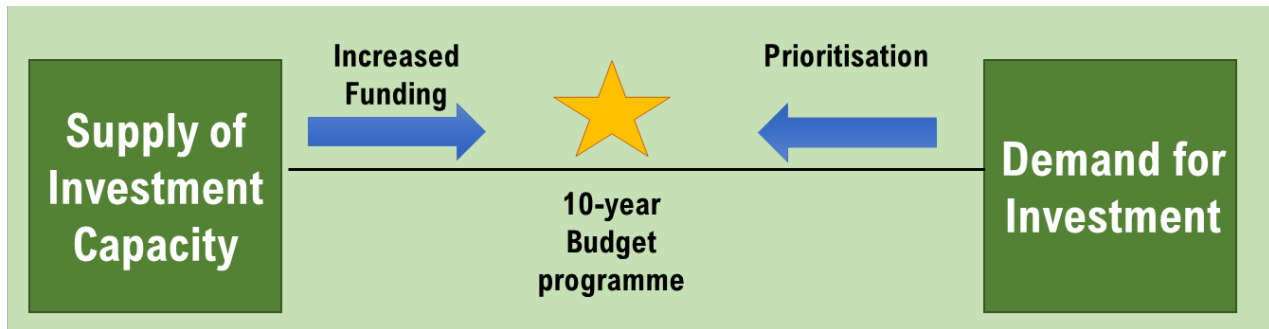 Supply of
Investment
Capacity
Increased
Funding
10-year
Budget
programme
Prioritisation
Demand for
Investment